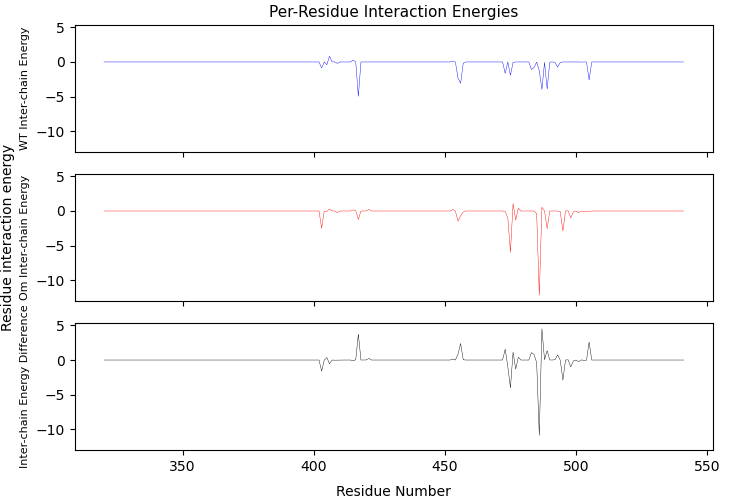 Per-Residue Interaction Energies
Residue interaction energy
WT Inter-chain Energy
5
0
−5
−10
Om Inter-chain Energy
5
0
−5
−10
Inter-chain Energy Difference
5
0
−5
−10
350 400 450 500 550
Residue Number